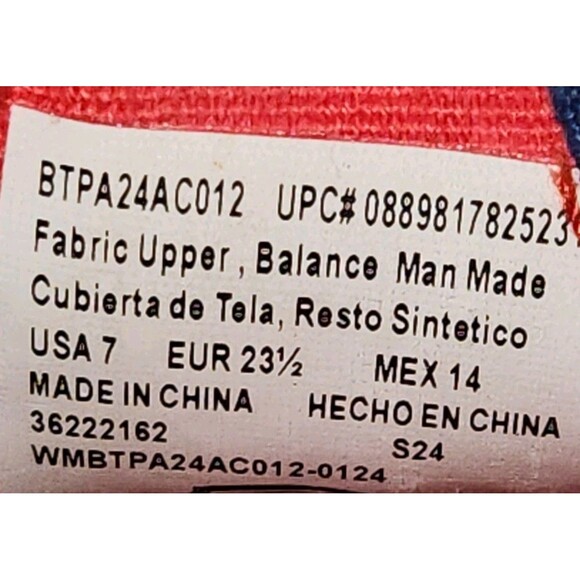 BTPA24AC012 UPC# 088981782523
Fabric Upper, Balance Man Made
Cubierta de Tela, Resto Sintetico
USA 7 EUR 23½ MEX 14
MADE IN CHINA HECHO EN CHINA
36222162 S24
WMBTPA24AC012-0124